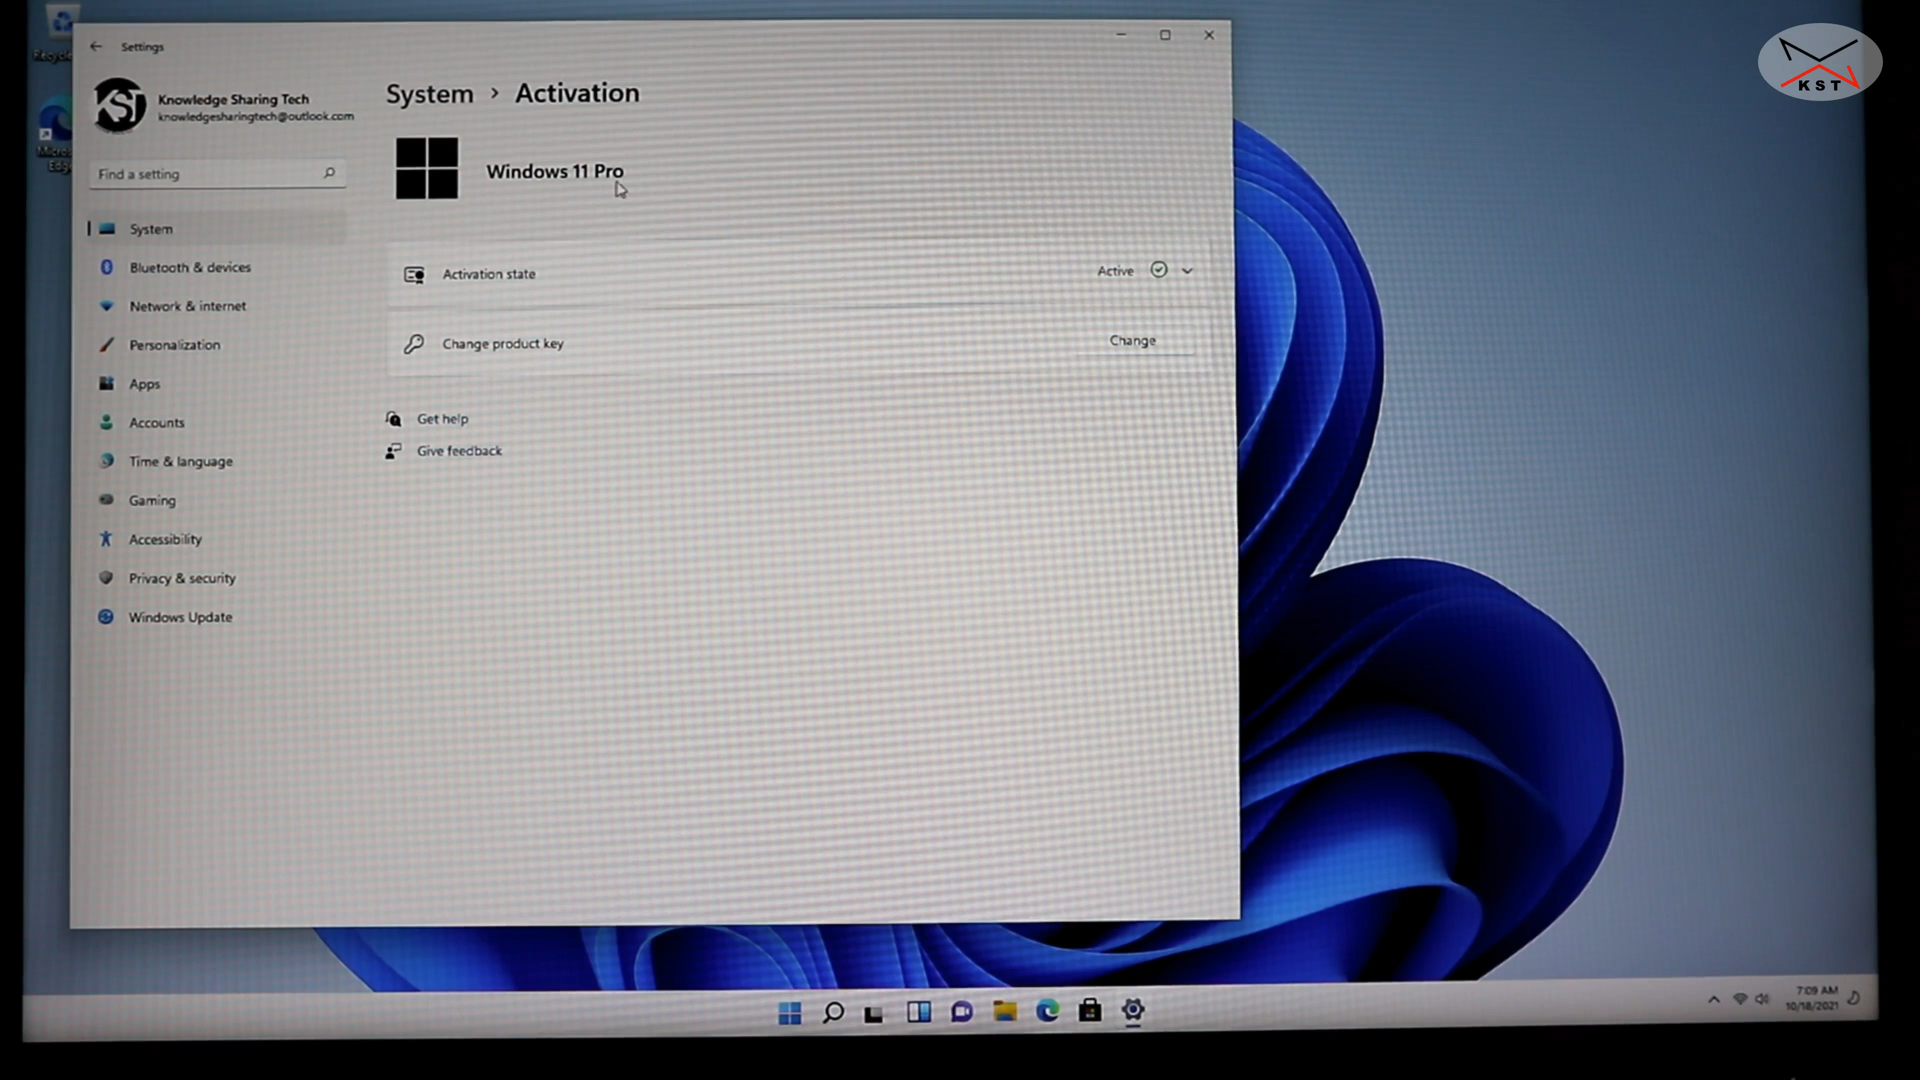 Settings
KST
Knowledge Sharing Tech
knowledgesharingtech@outlook.com
Find a setting
System
Bluetooth & devices
Network & internet
Personalization
Apps
Accounts
Time & language
Gaming
Accessibility
Privacy & security
Windows Update
System > Activation
Windows 11 Pro
Activation state
Active
Change product key
Change
Get help
Give feedback
Edge
7:09 AM
10/18/2021
KST